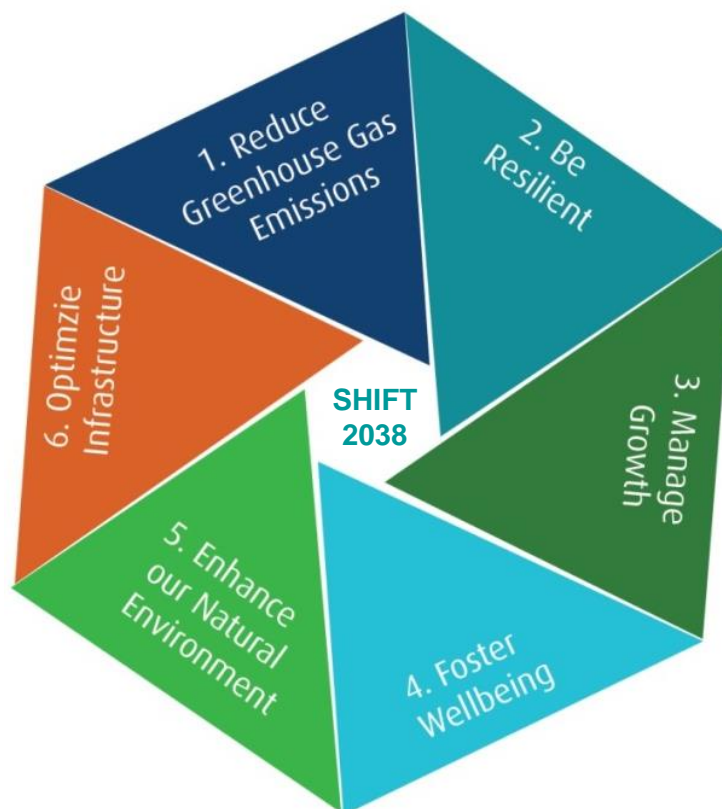 1. Reduce
Greenhouse Gas
Emissions
2. Be
Resilient
3. Manage
Growth
4. Foster
Wellbeing
5. Enhance
our Natural
Environment
6. Optimzie
Infrastructure
SHIFT
2038